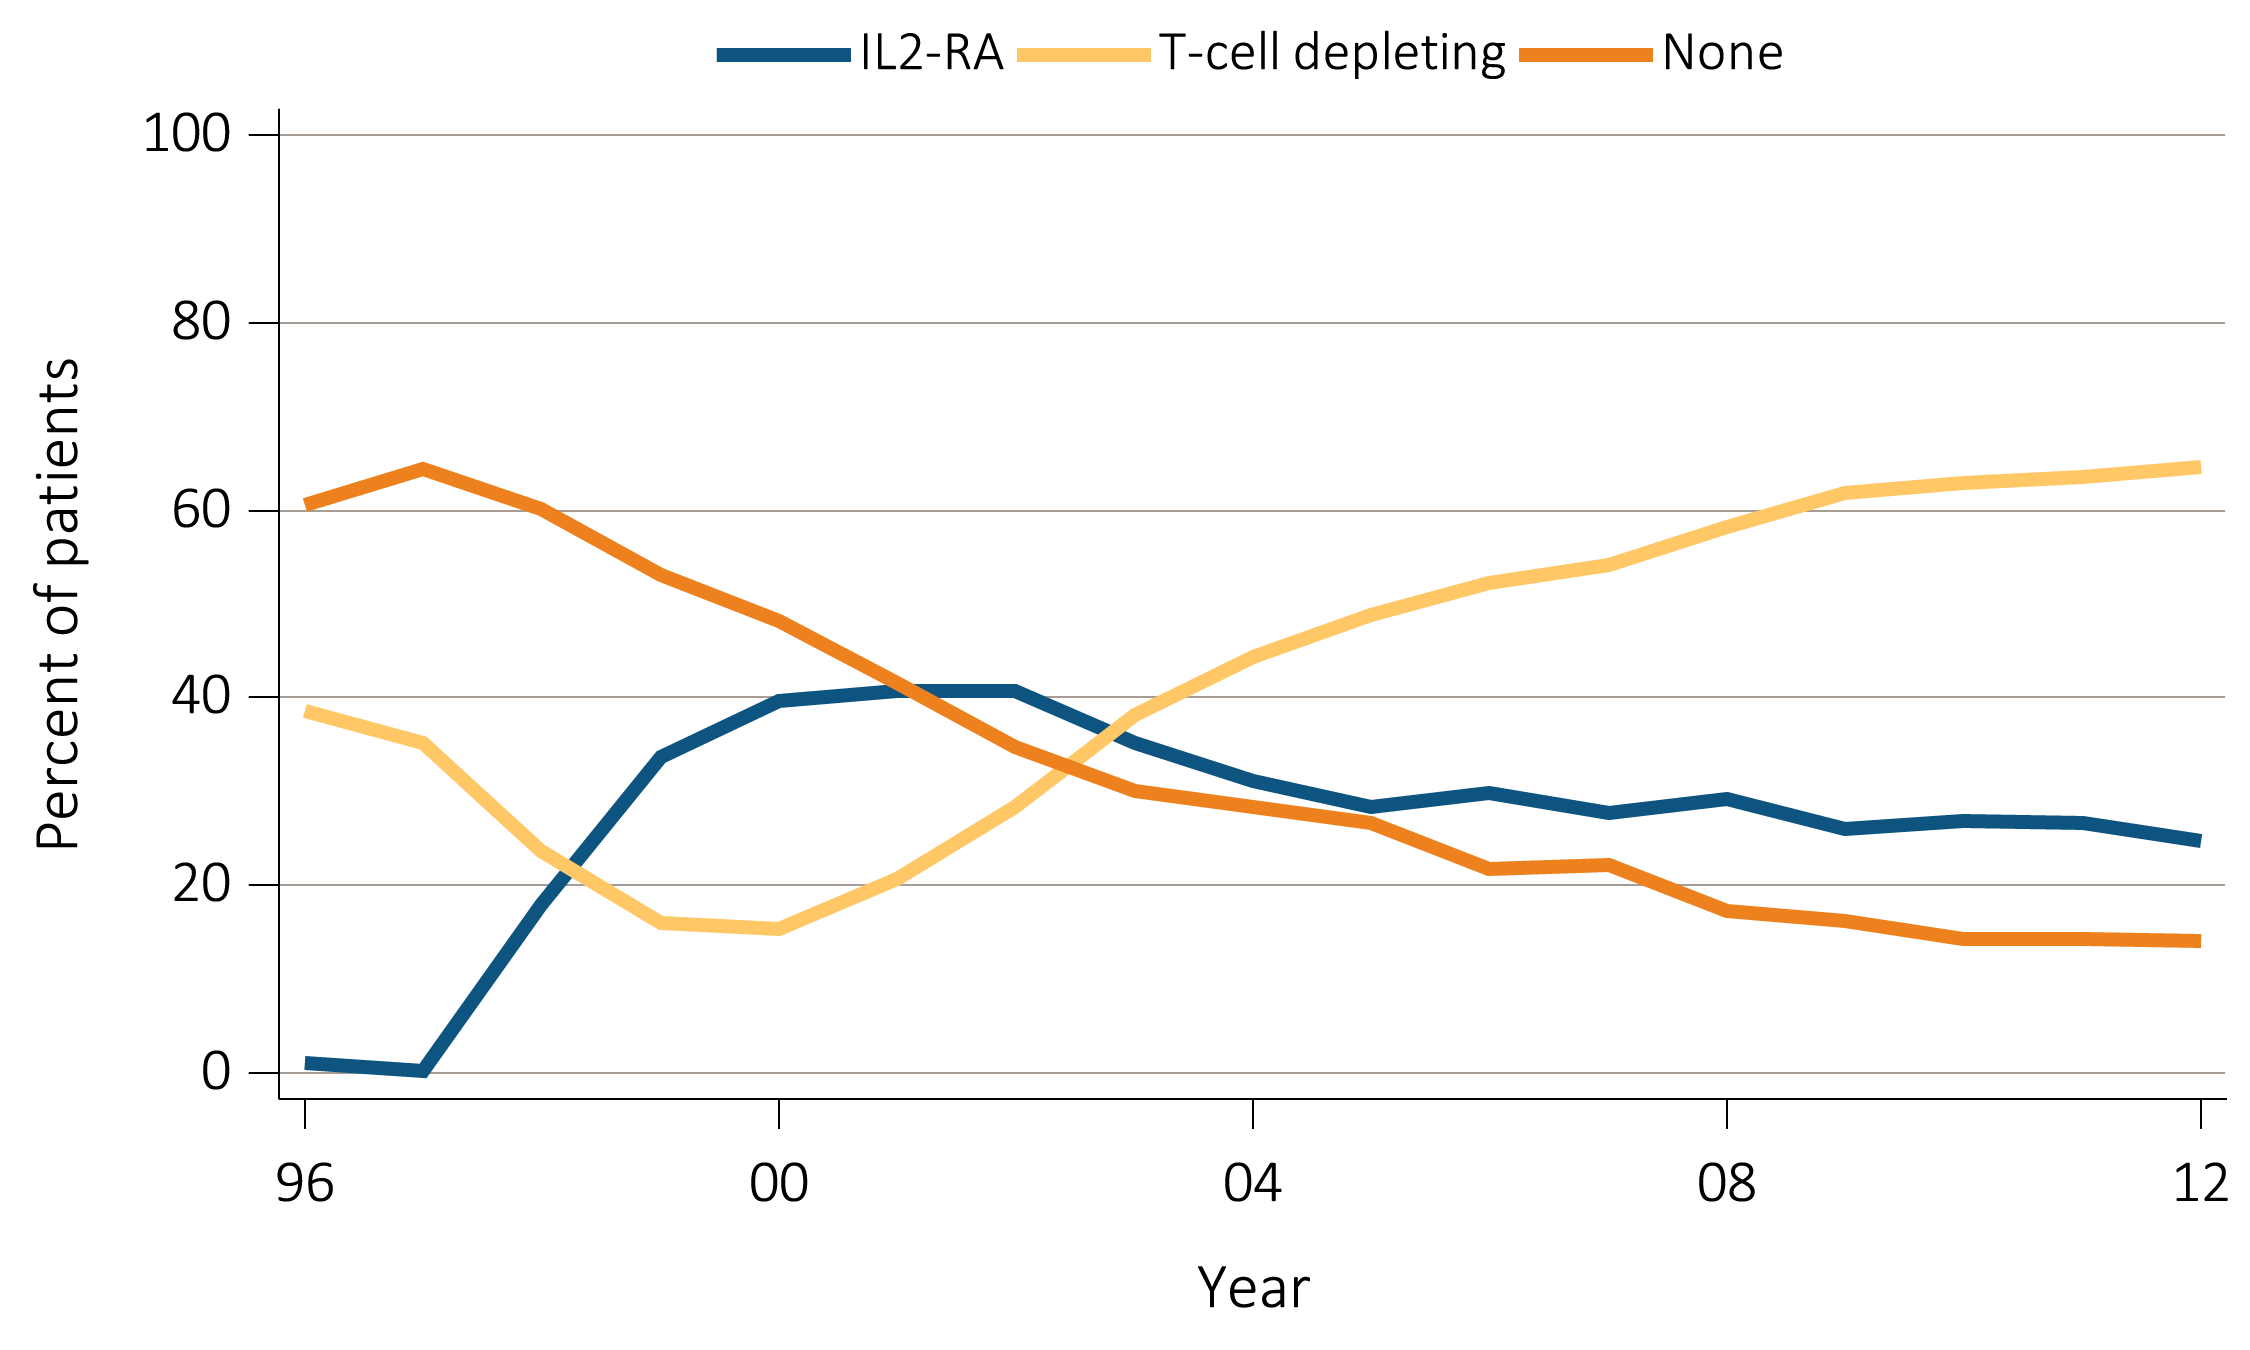 IL2-RA T-cell depleting None
100
80
60
40
20
0
Percent of patients
96 00 04 08 12
Year